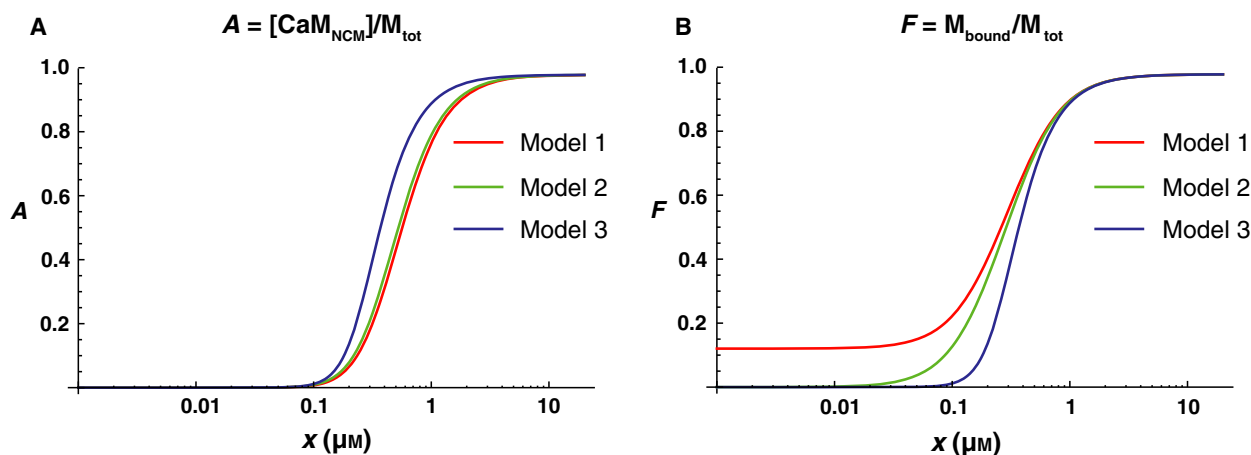 A
A = [CaM_NCM]/M_tot
1.0
0.8
0.6
0.4
0.2
A
0.01
0.1
1
10
x (μM)
Model 1
Model 2
Model 3
B
F = M_bound/M_tot
1.0
0.8
0.6
0.4
0.2
F
0.01
0.1
1
10
x (μM)
Model 1
Model 2
Model 3